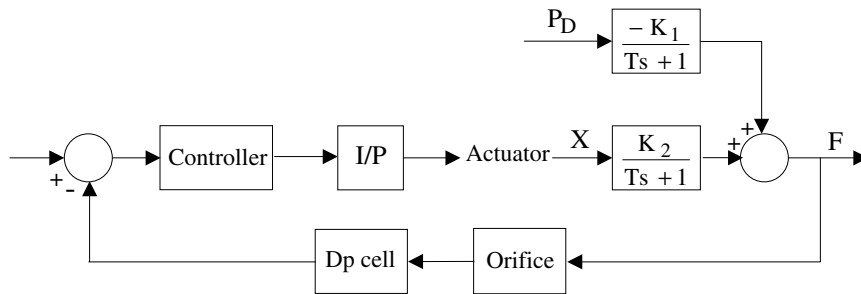 P_D
- K_1
Ts + 1
+
+
+
-
Controller
I/P
Actuator
X
K_2
Ts + 1
F
Dp cell
Orifice